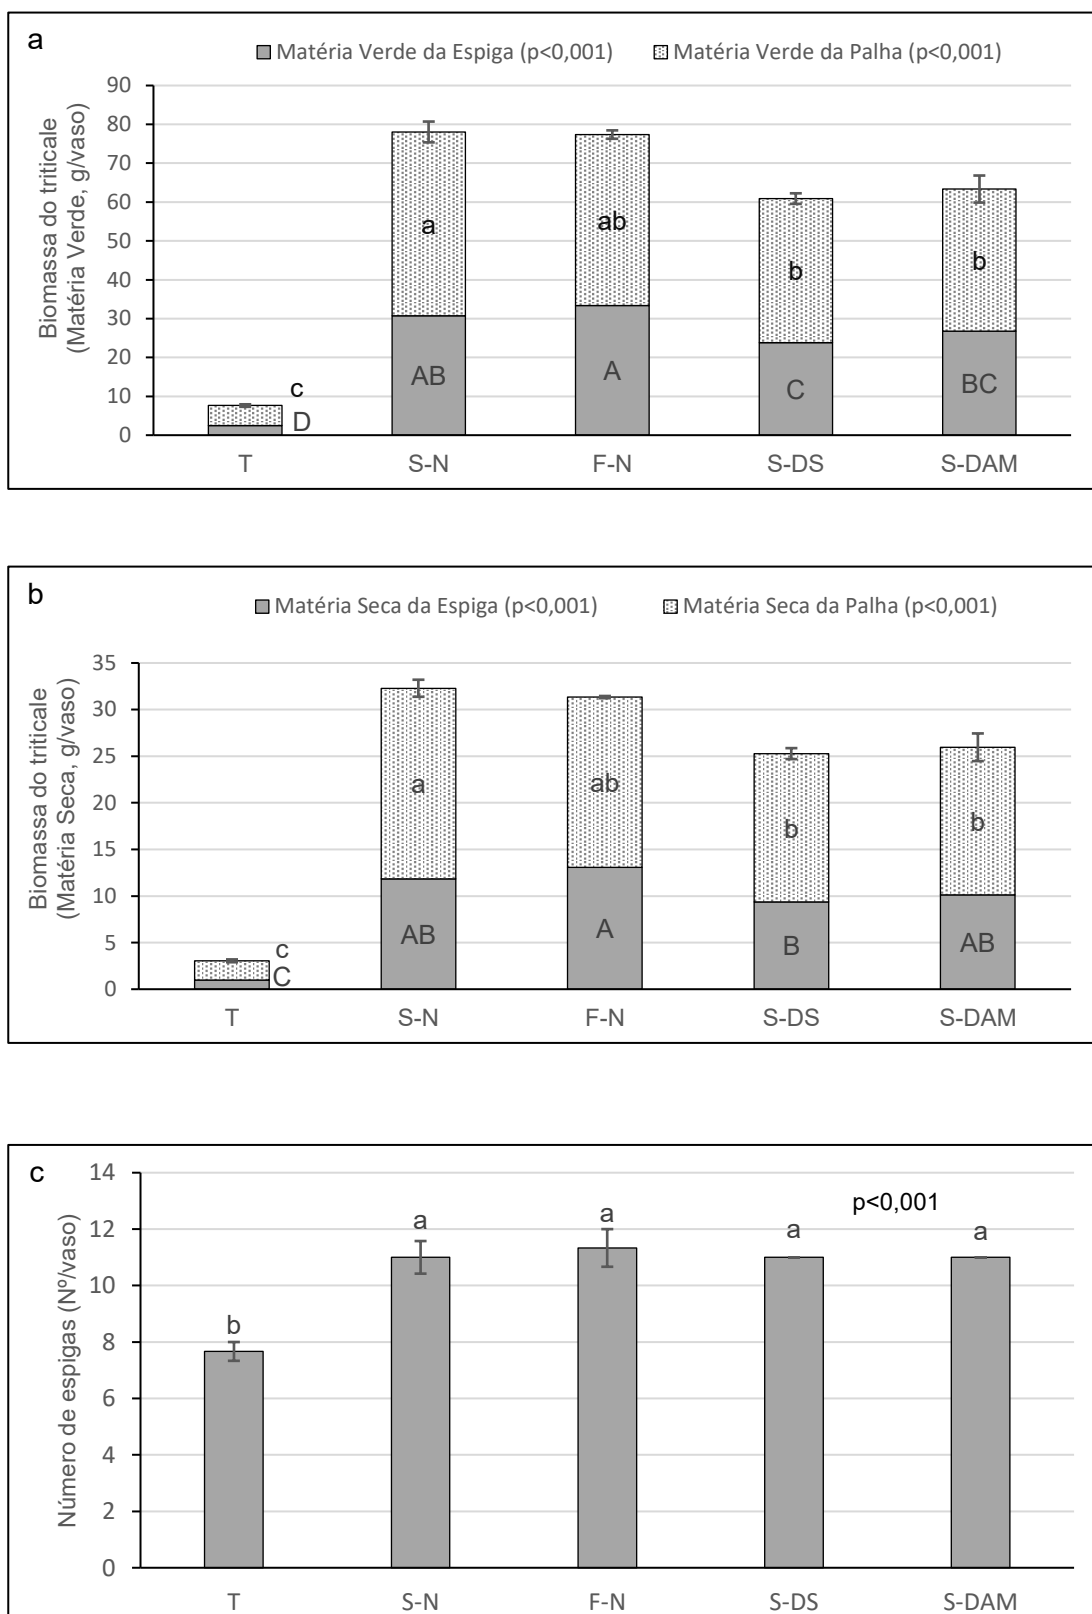 a
Matéria Verde da Espiga (p<0,001) Matéria Verde da Palha (p<0,001)
Biomassa do triticale
(Matéria Verde, g/vaso)
90
80
70
60
50
40
30
20
10
0
a
ab
b
b
c
D
AB
A
C
BC
T S-N F-N S-DS S-DAM
b
Matéria Seca da Espiga (p<0,001) Matéria Seca da Palha (p<0,001)
Biomassa do triticale
(Matéria Seca, g/vaso)
35
30
25
20
15
10
5
0
a
ab
b
b
c
C
AB
A
B
AB
T S-N F-N S-DS S-DAM
c
Número de espigas (Nº/vaso)
14
12
10
8
6
4
2
0
p<0,001
b
a
a
a
a
T S-N F-N S-DS S-DAM